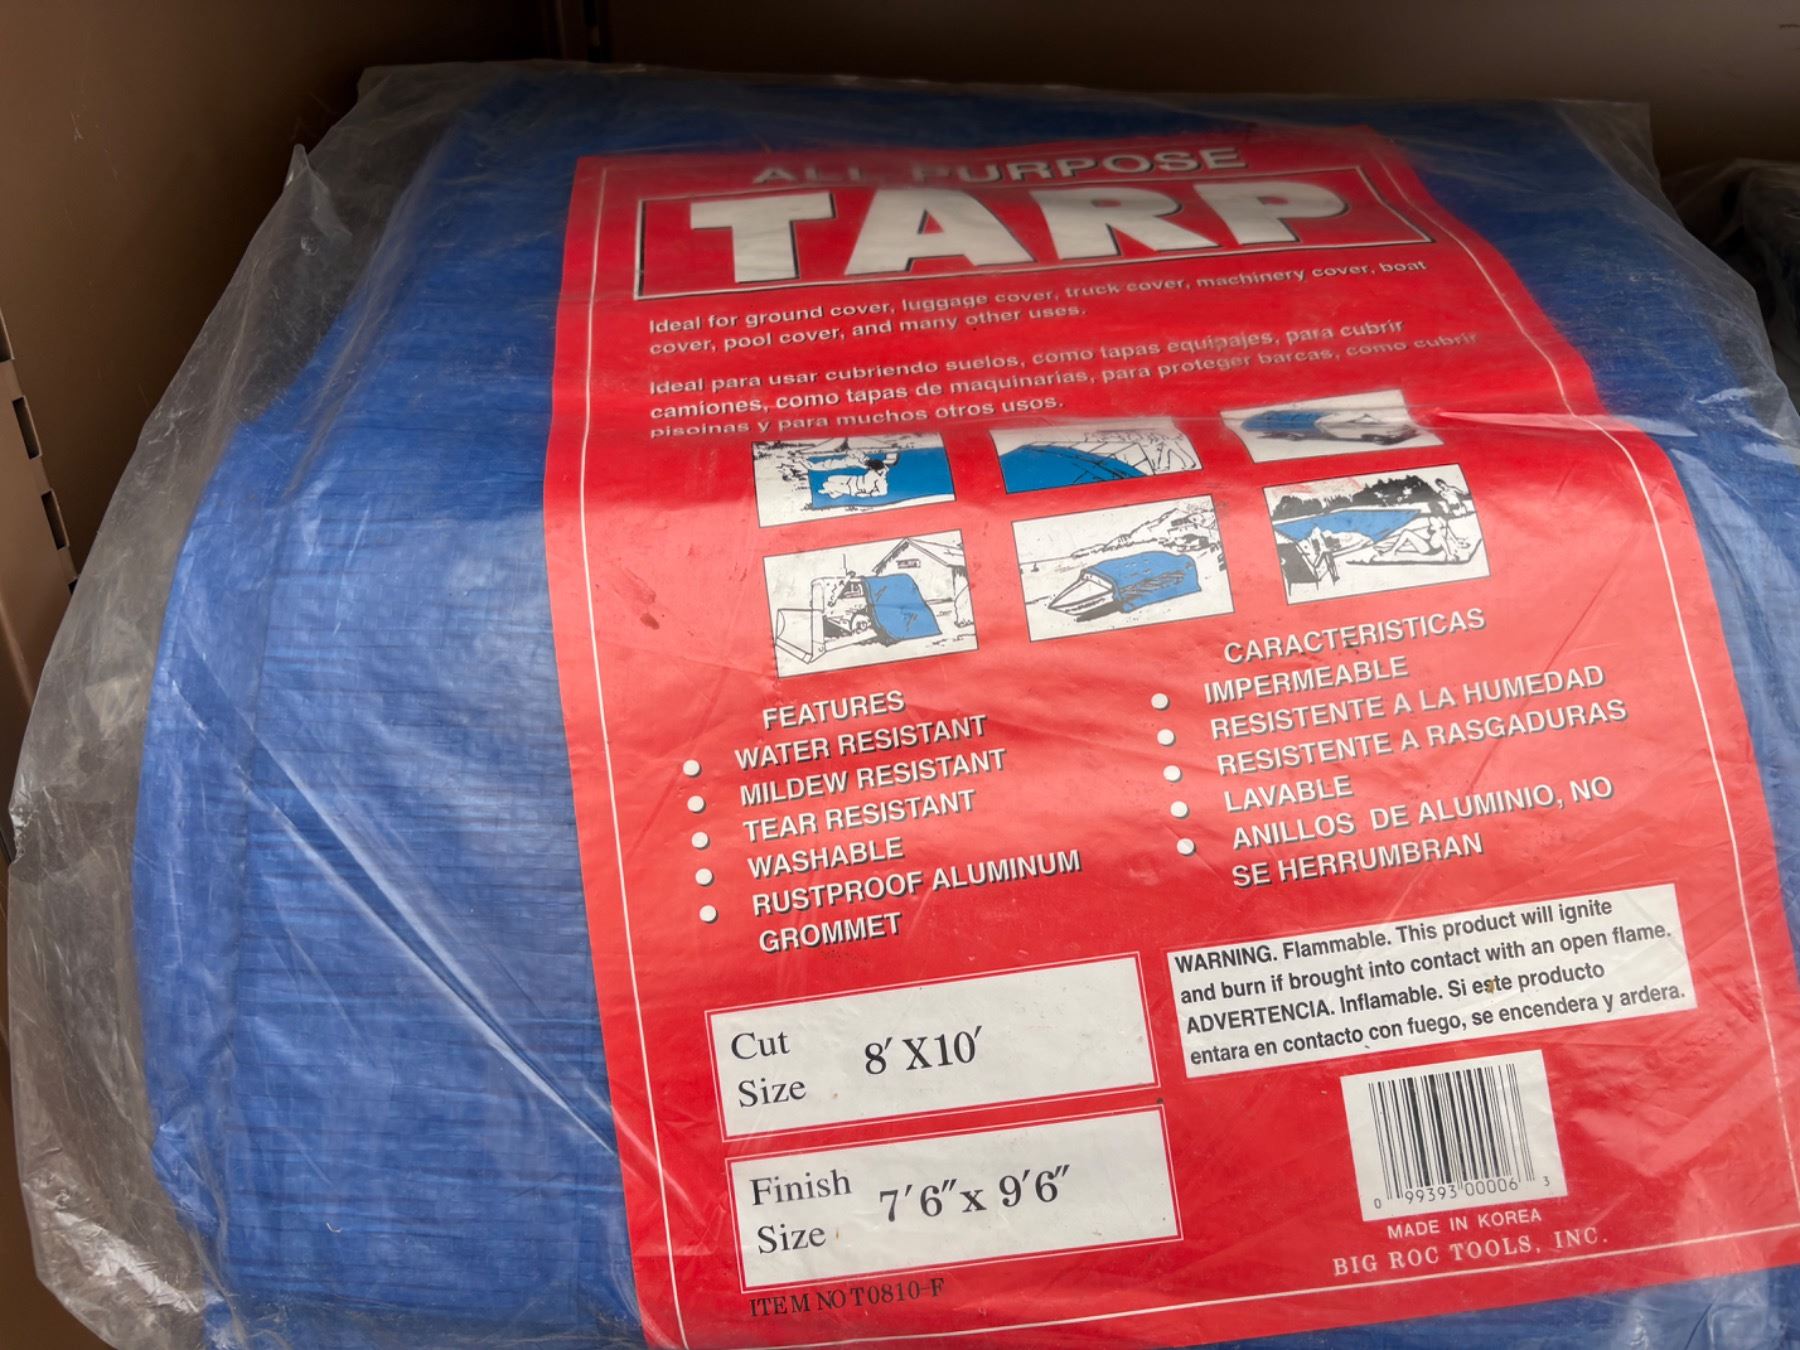 ALL PURPOSE
TARP
Ideal for ground cover, luggage cover, truck cover, machinery cover, boat
cover, pool cover, and many other uses.
Ideal para usar cubriendo suelos, como tapas equipajes, para cubrir
camiones, como tapas de maquinarias, para proteger barcas, como cubrir
pisoinas y para muchos otros usos.
FEATURES
WATER RESISTANT
MILDEW RESISTANT
TEAR RESISTANT
WASHABLE
RUSTPROOF ALUMINUM
GROMMET
CARACTERISTICAS
IMPERMEABLE
RESISTENTE A LA HUMEDAD
RESISTENTE A RASGADURAS
LAVABLE
ANILLOS DE ALUMINIO, NO
SE HERRUMBRAN
WARNING. Flammable. This product will ignite
and burn if brought into contact with an open flame.
ADVERTENCIA. Inflamable. Si este producto
entara en contacto con fuego, se encendera y ardera.
Cut
Size
8' X10'
Finish
Size
7'6"x 9'6"
ITEM NO T0810-F
0 99393 00006 3
MADE IN KOREA
BIG ROC TOOLS, INC.